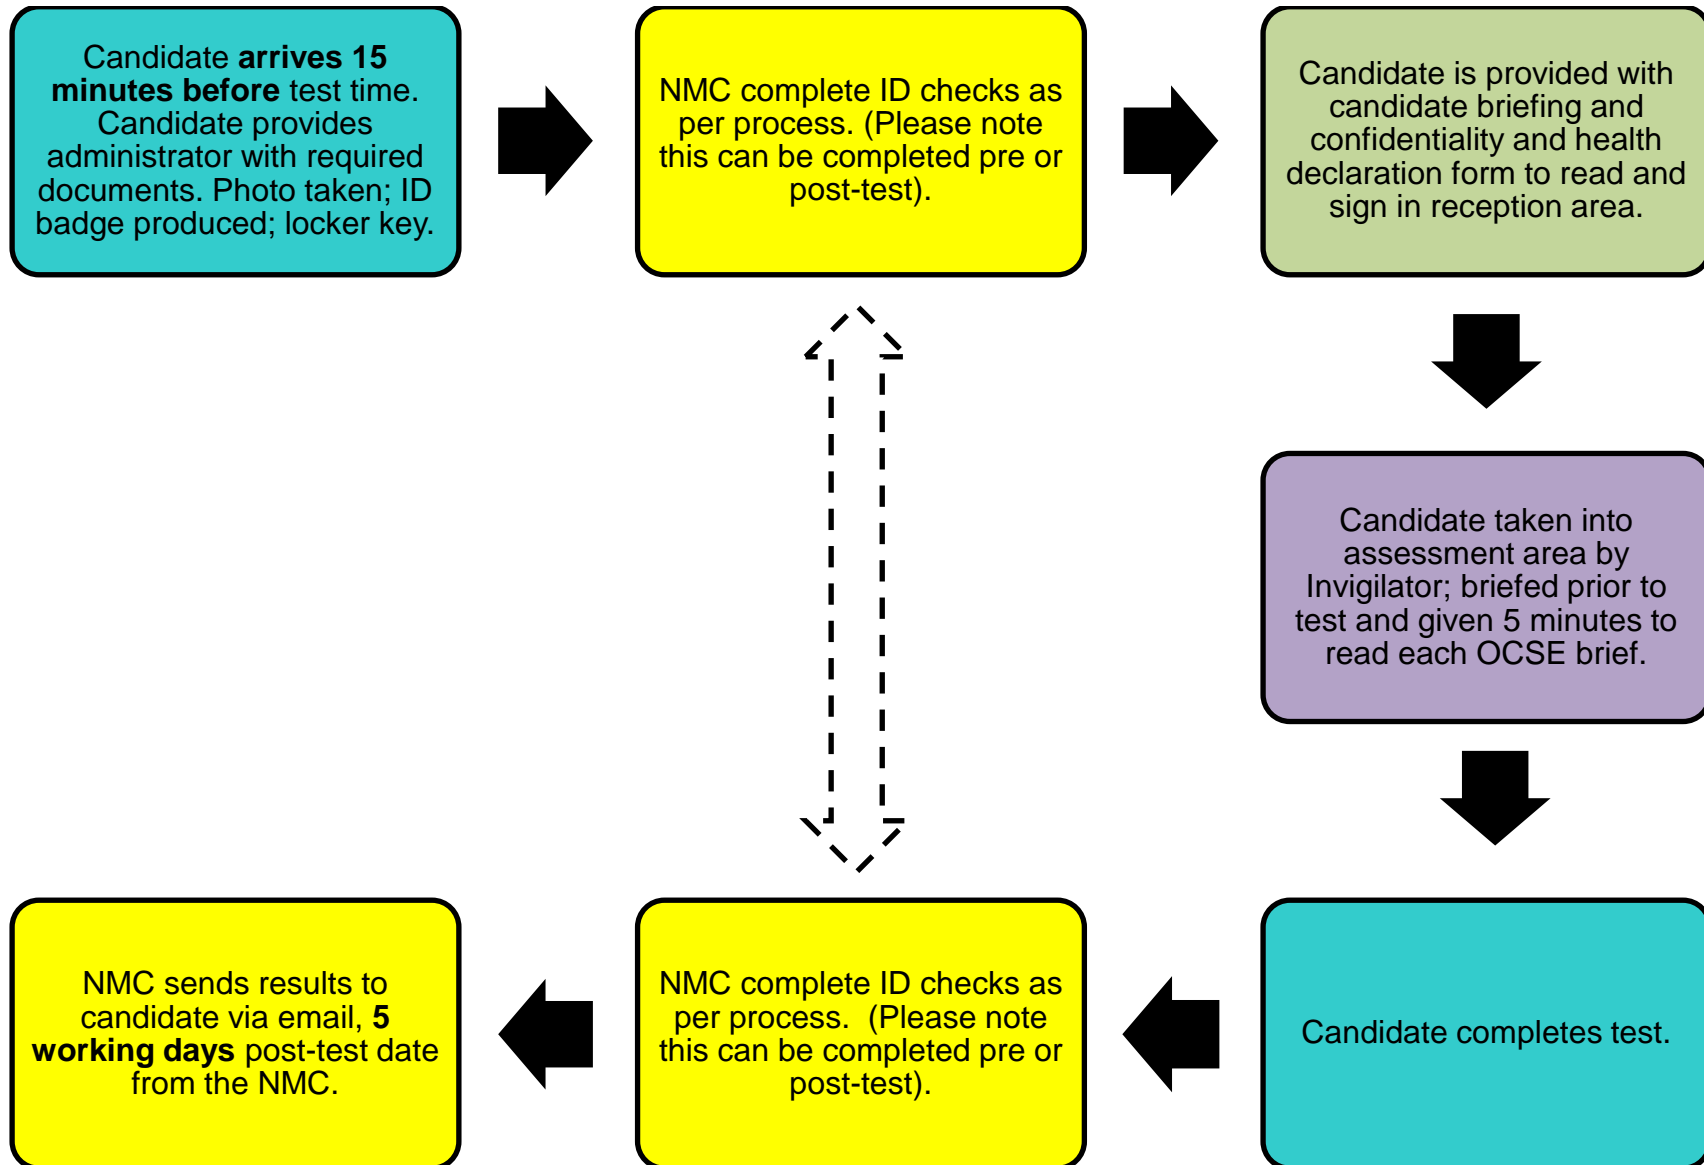 Candidate arrives 15
minutes before test time.
Candidate provides
administrator with required
documents. Photo taken; ID
badge produced; locker key.
NMC complete ID checks as
per process. (Please note
this can be completed pre or
post-test).
Candidate is provided with
candidate briefing and
confidentiality and health
declaration form to read and
sign in reception area.
Candidate taken into
assessment area by
Invigilator; briefed prior to
test and given 5 minutes to
read each OCSE brief.
Candidate completes test.
NMC complete ID checks as
per process.  (Please note
this can be completed pre or
post-test).
NMC sends results to
candidate via email, 5
working days post-test date
from the NMC.